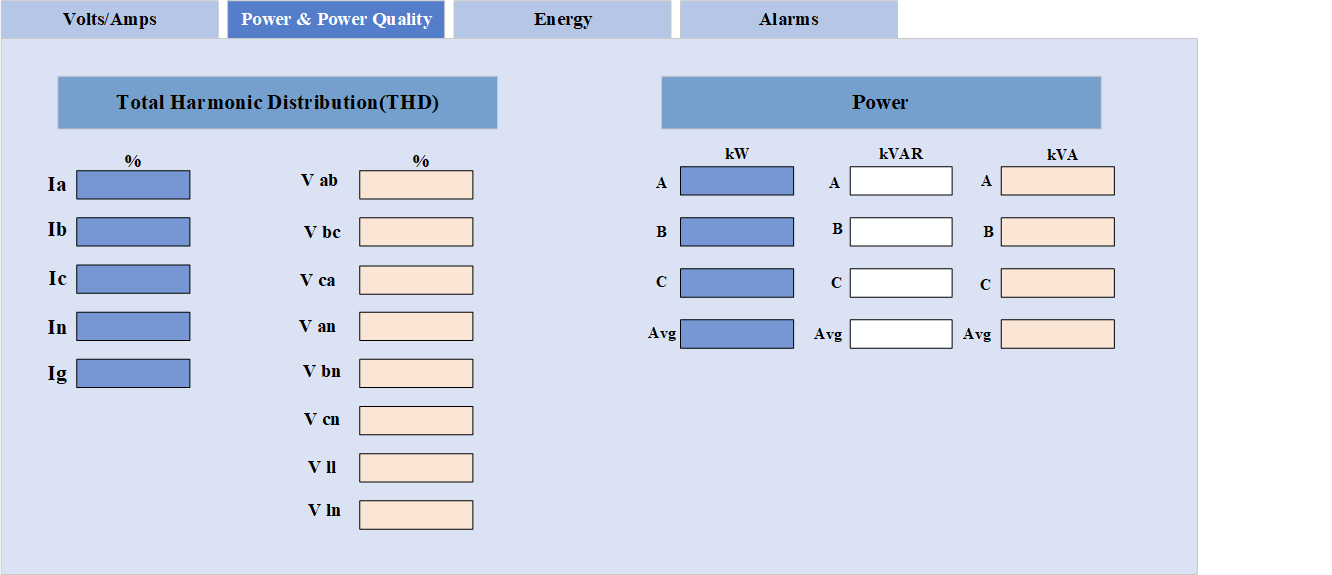 Volts/Amps
Power & Power Quality
Energy
Alarms
Total Harmonic Distribution(THD)
%
Ia
Ib
Ic
In
Ig
%
V ab
V bc
V ca
V an
V bn
V cn
V ll
V ln
Power
kW
A
B
C
Avg
kVAR
A
B
C
Avg
kVA
A
B
C
Avg